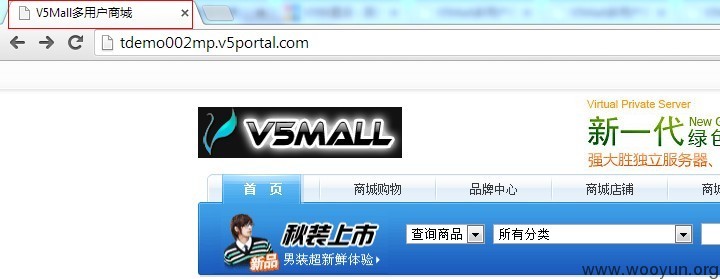 V5Mall多用户商城
tdemo002mp.v5portal.com
V5MALL
Virtual Private Server
新一代
New G
绿色
强大胜独立服务器、
首 页
商城购物
品牌中心
商城店铺
商城
秋装上市
新品
男装超新鲜体验
查询商品
所有分类
www.wooyun.org